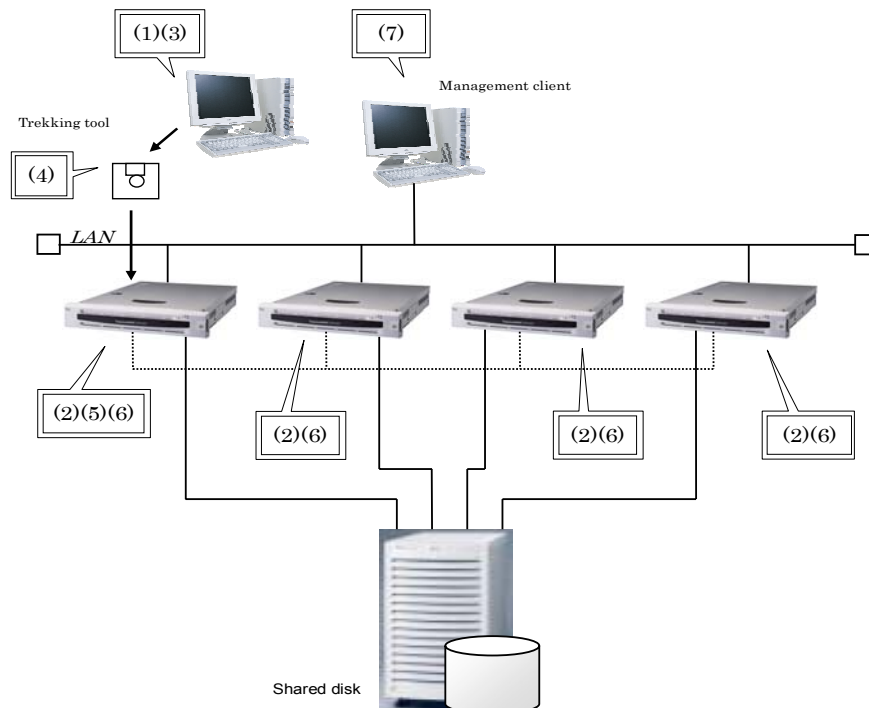 (1)(3)
(7)
Management client
Trekking tool
(4)
LAN
(2)(5)(6)
(2)(6)
(2)(6)
(2)(6)
Shared disk